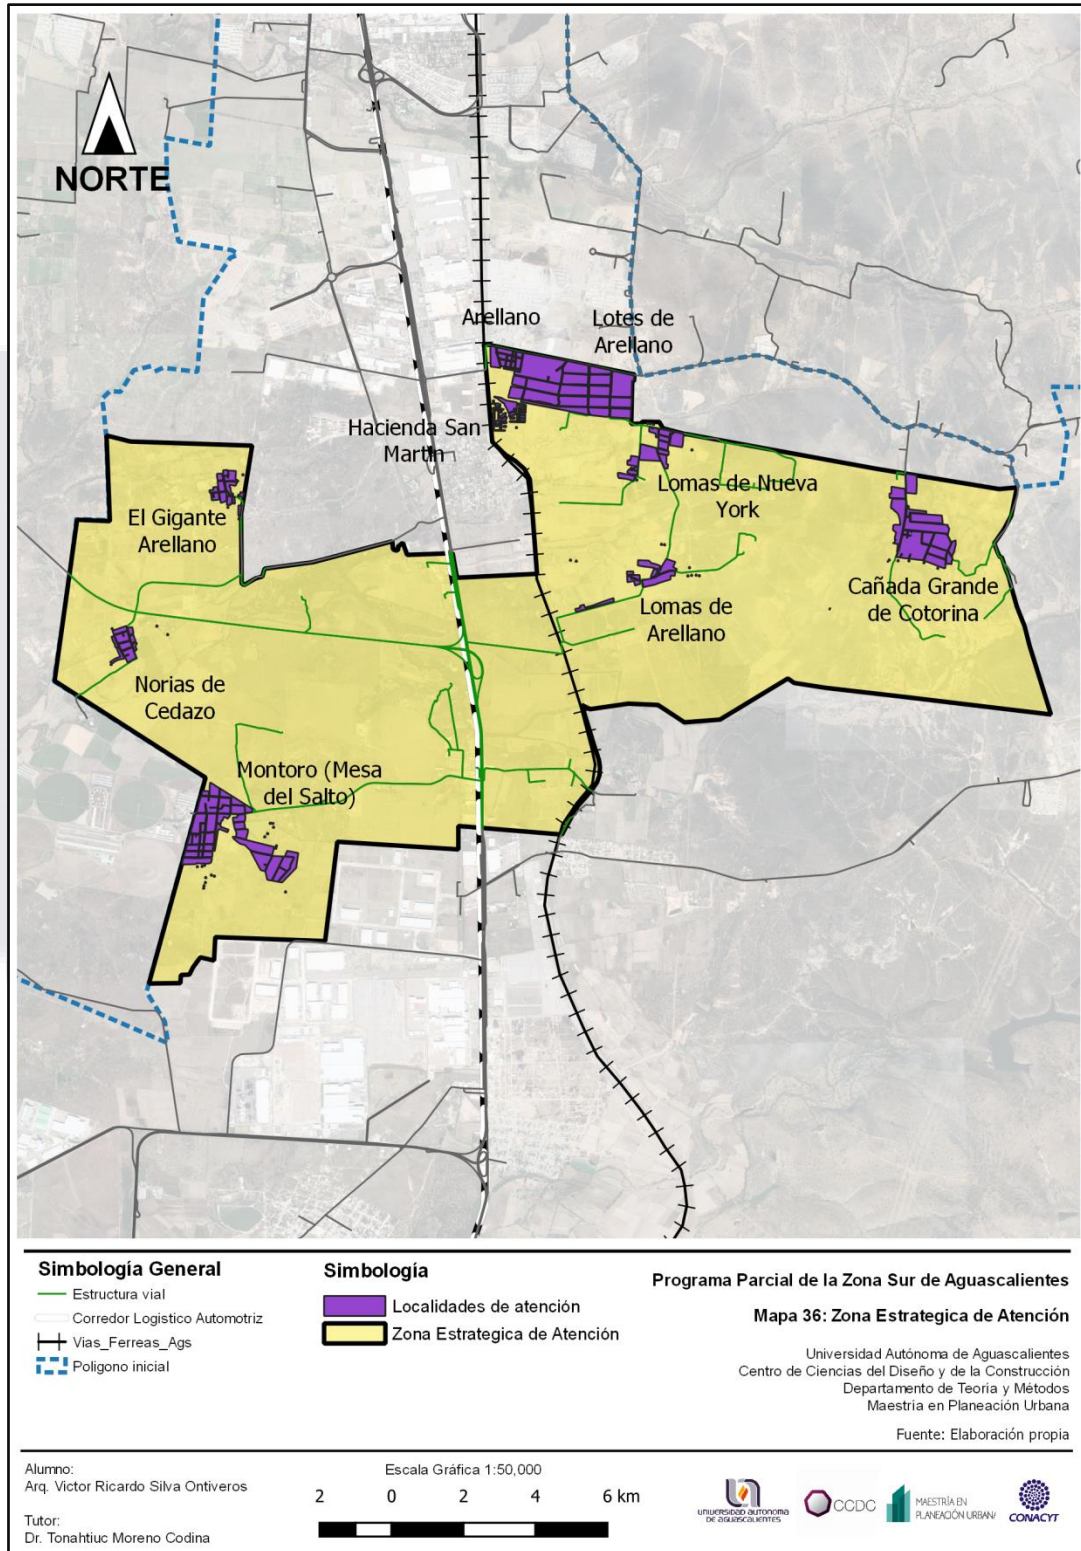 NORTE
Arellano
Lotes de
Arellano
Hacienda San
Martín
El Gigante
Arellano
Lomas de Nueva
York
Cañada Grande
de Cotorina
Lomas de
Arellano
Norias de
Cedazo
Montoro (Mesa
del Salto)
Simbología General
Estructura vial
Corredor Logistico Automotriz
Vias_Ferreas_Ags
Poligono inicial
Simbología
Localidades de atención
Zona Estrategica de Atención
Programa Parcial de la Zona Sur de Aguascalientes
Mapa 36: Zona Estrategica de Atención
Universidad Autónoma de Aguascalientes
Centro de Ciencias del Diseño y de la Construcción
Departamento de Teoría y Métodos
Maestria en Planeación Urbana
Fuente: Elaboración propia
Alumno:
Arq. Victor Ricardo Silva Ontiveros
Tutor:
Dr. Tonahtiuc Moreno Codina
Escala Gráfica 1:50,000
2 0 2 4 6 km
UNIVERSIDAD AUTONOMA
DE AGUASCALIENTES
CCDC
MAESTRÍA EN
PLANEACIÓN URBANA
CONACYT